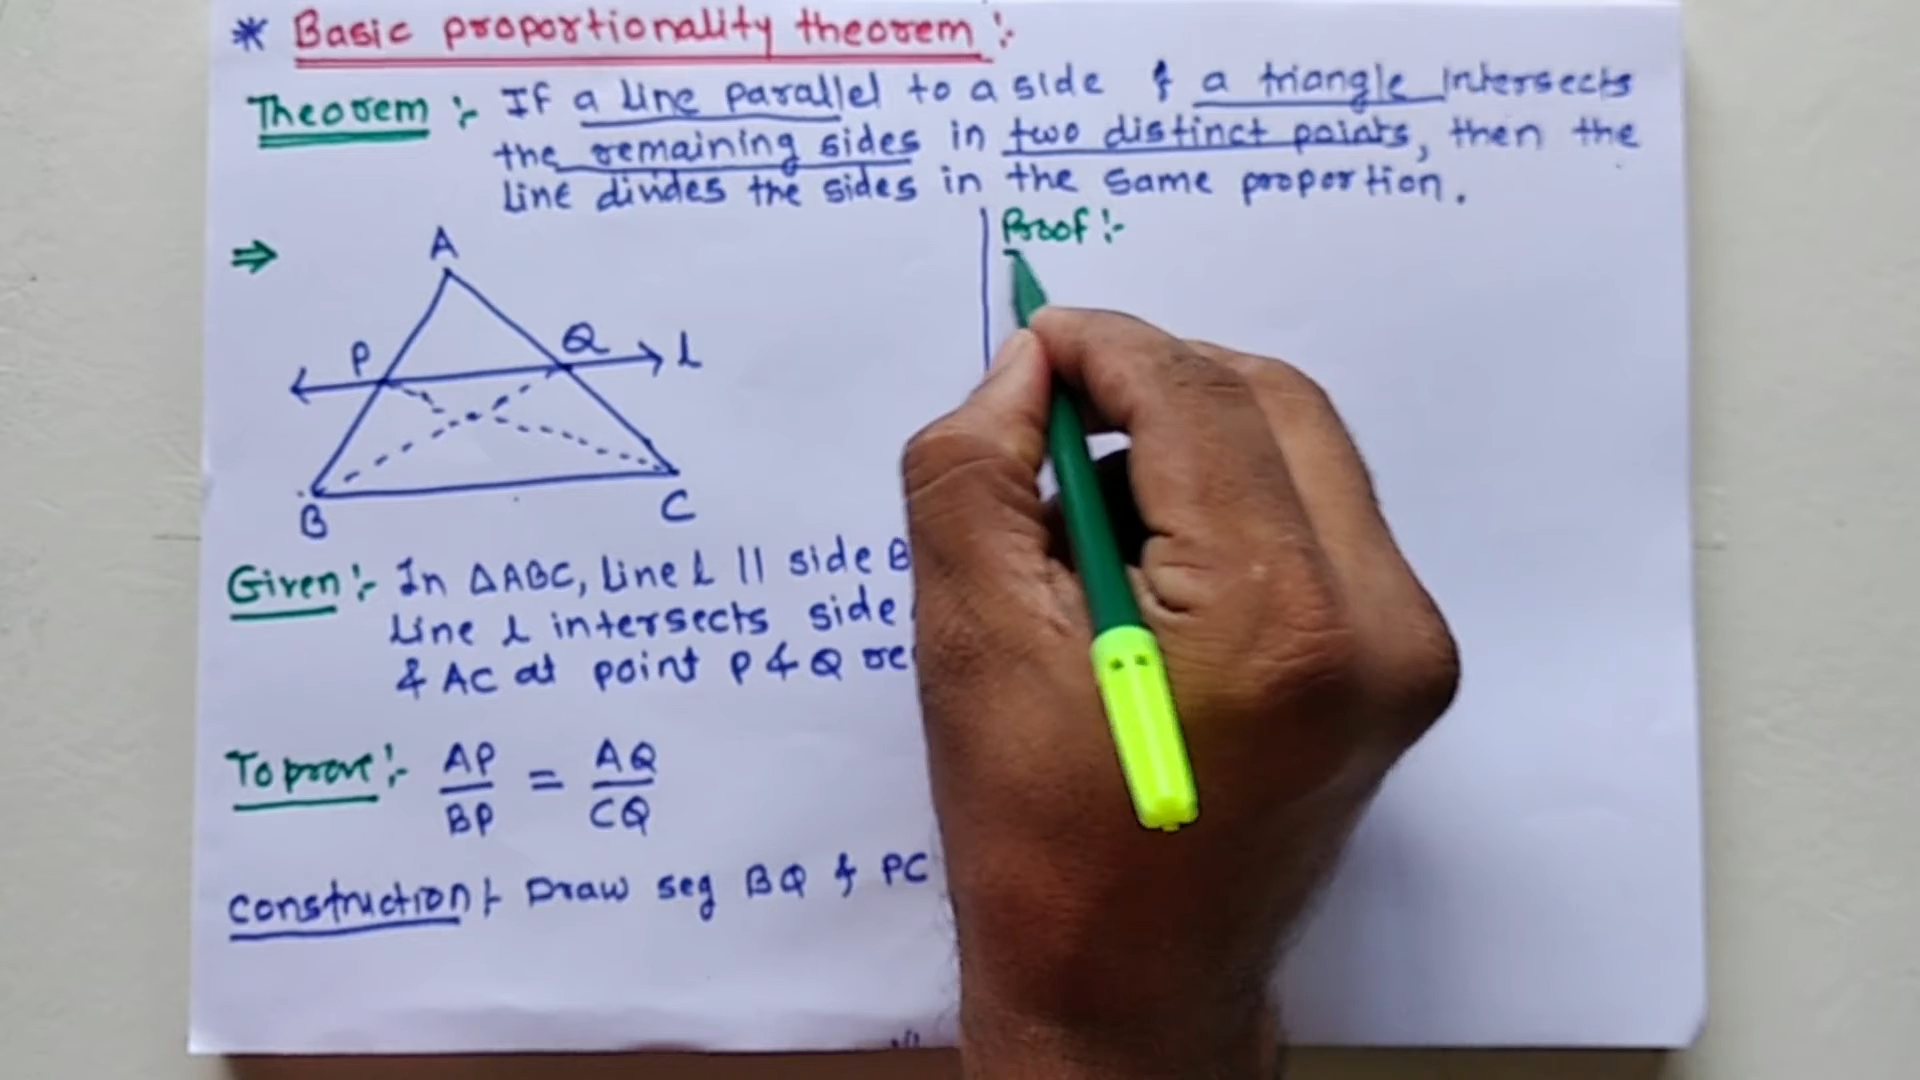 * Basic proportionality theorem :-
Theorem :- If a line parallel to a side of a triangle intersects
the remaining sides in two distinct points, then the
line divides the sides in the same proportion.
Proof :-
⇒
A
P
Q
l
B
C
Given :- In ΔABC, Line l || side B
Line l intersects side
& AC at point P & Q re
To prove :- AP/BP = AQ/CQ
construction :- Draw seg BQ & PC